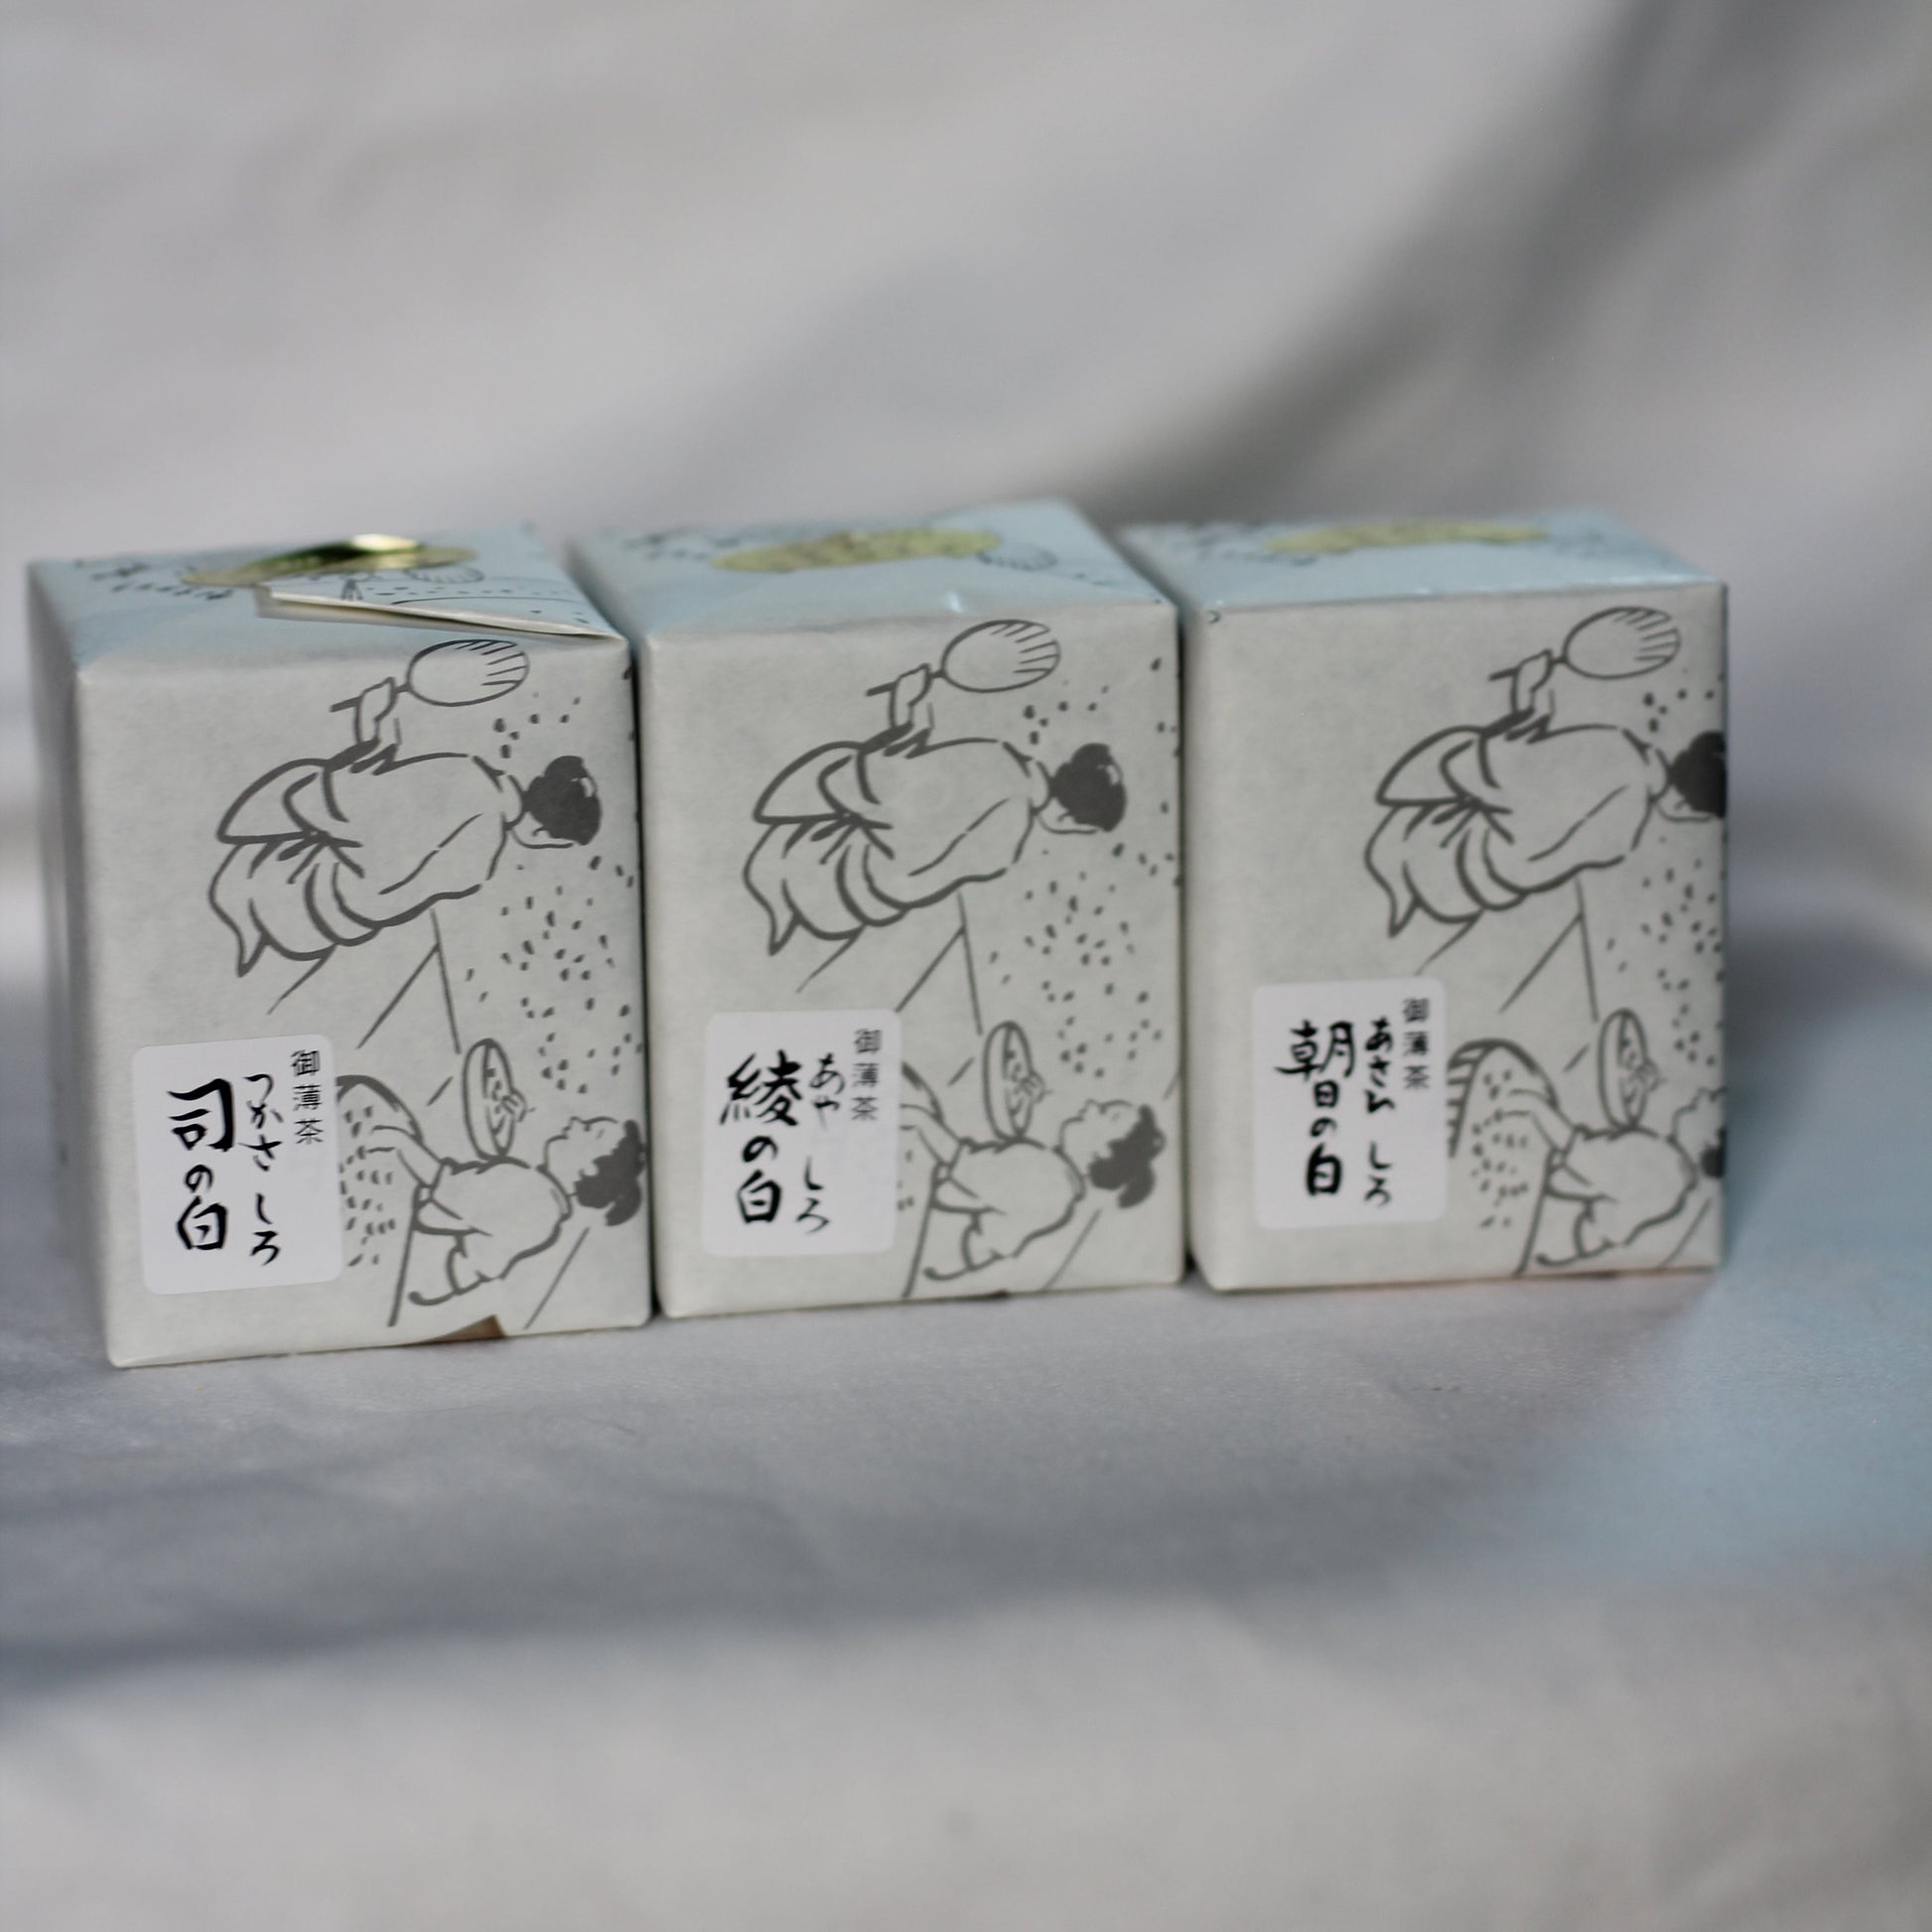 御薄茶
つかさ しろ
司の白
御薄茶
あや しろ
綾の白
御薄茶
あさひ しろ
朝日の白